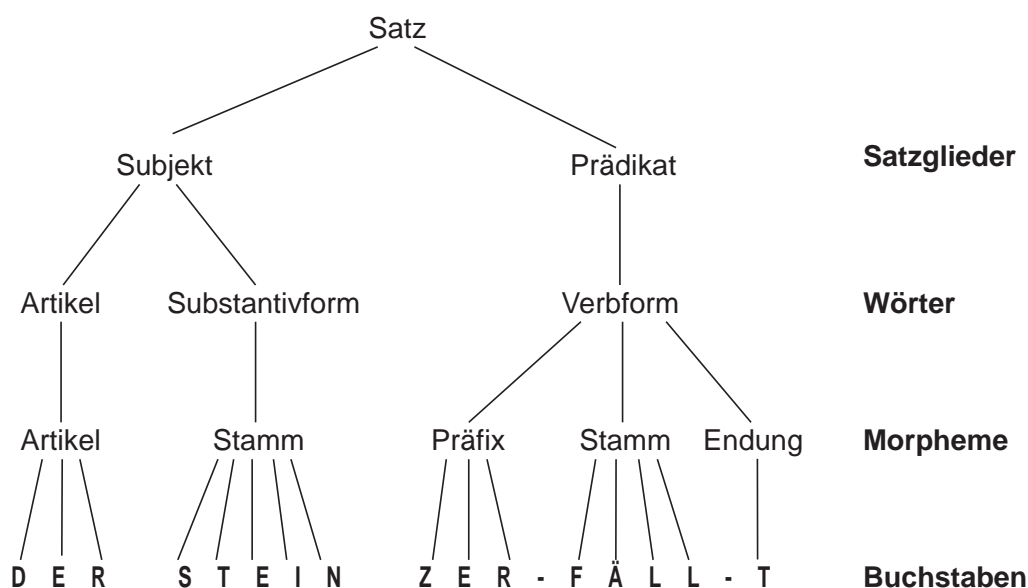 Satz
Subjekt Prädikat Satzglieder
Artikel Substantivform Verbform Wörter
Artikel Stamm Präfix Stamm Endung Morpheme
D E R S T E I N Z E R - F Ä L L - T Buchstaben